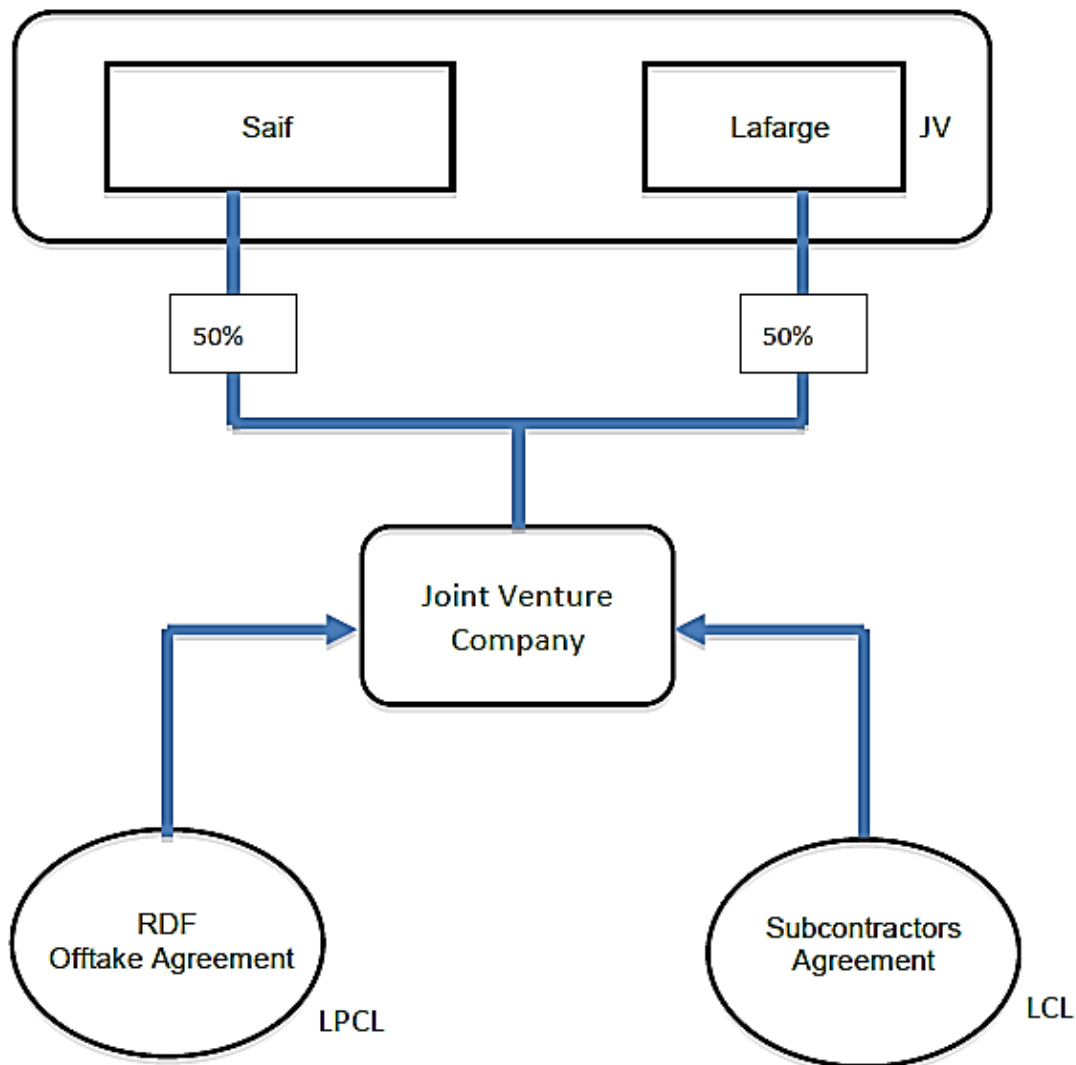 Saif
Lafarge
JV
50%
50%
Joint Venture
Company
RDF
Offtake Agreement
LPCL
Subcontractors
Agreement
LCL